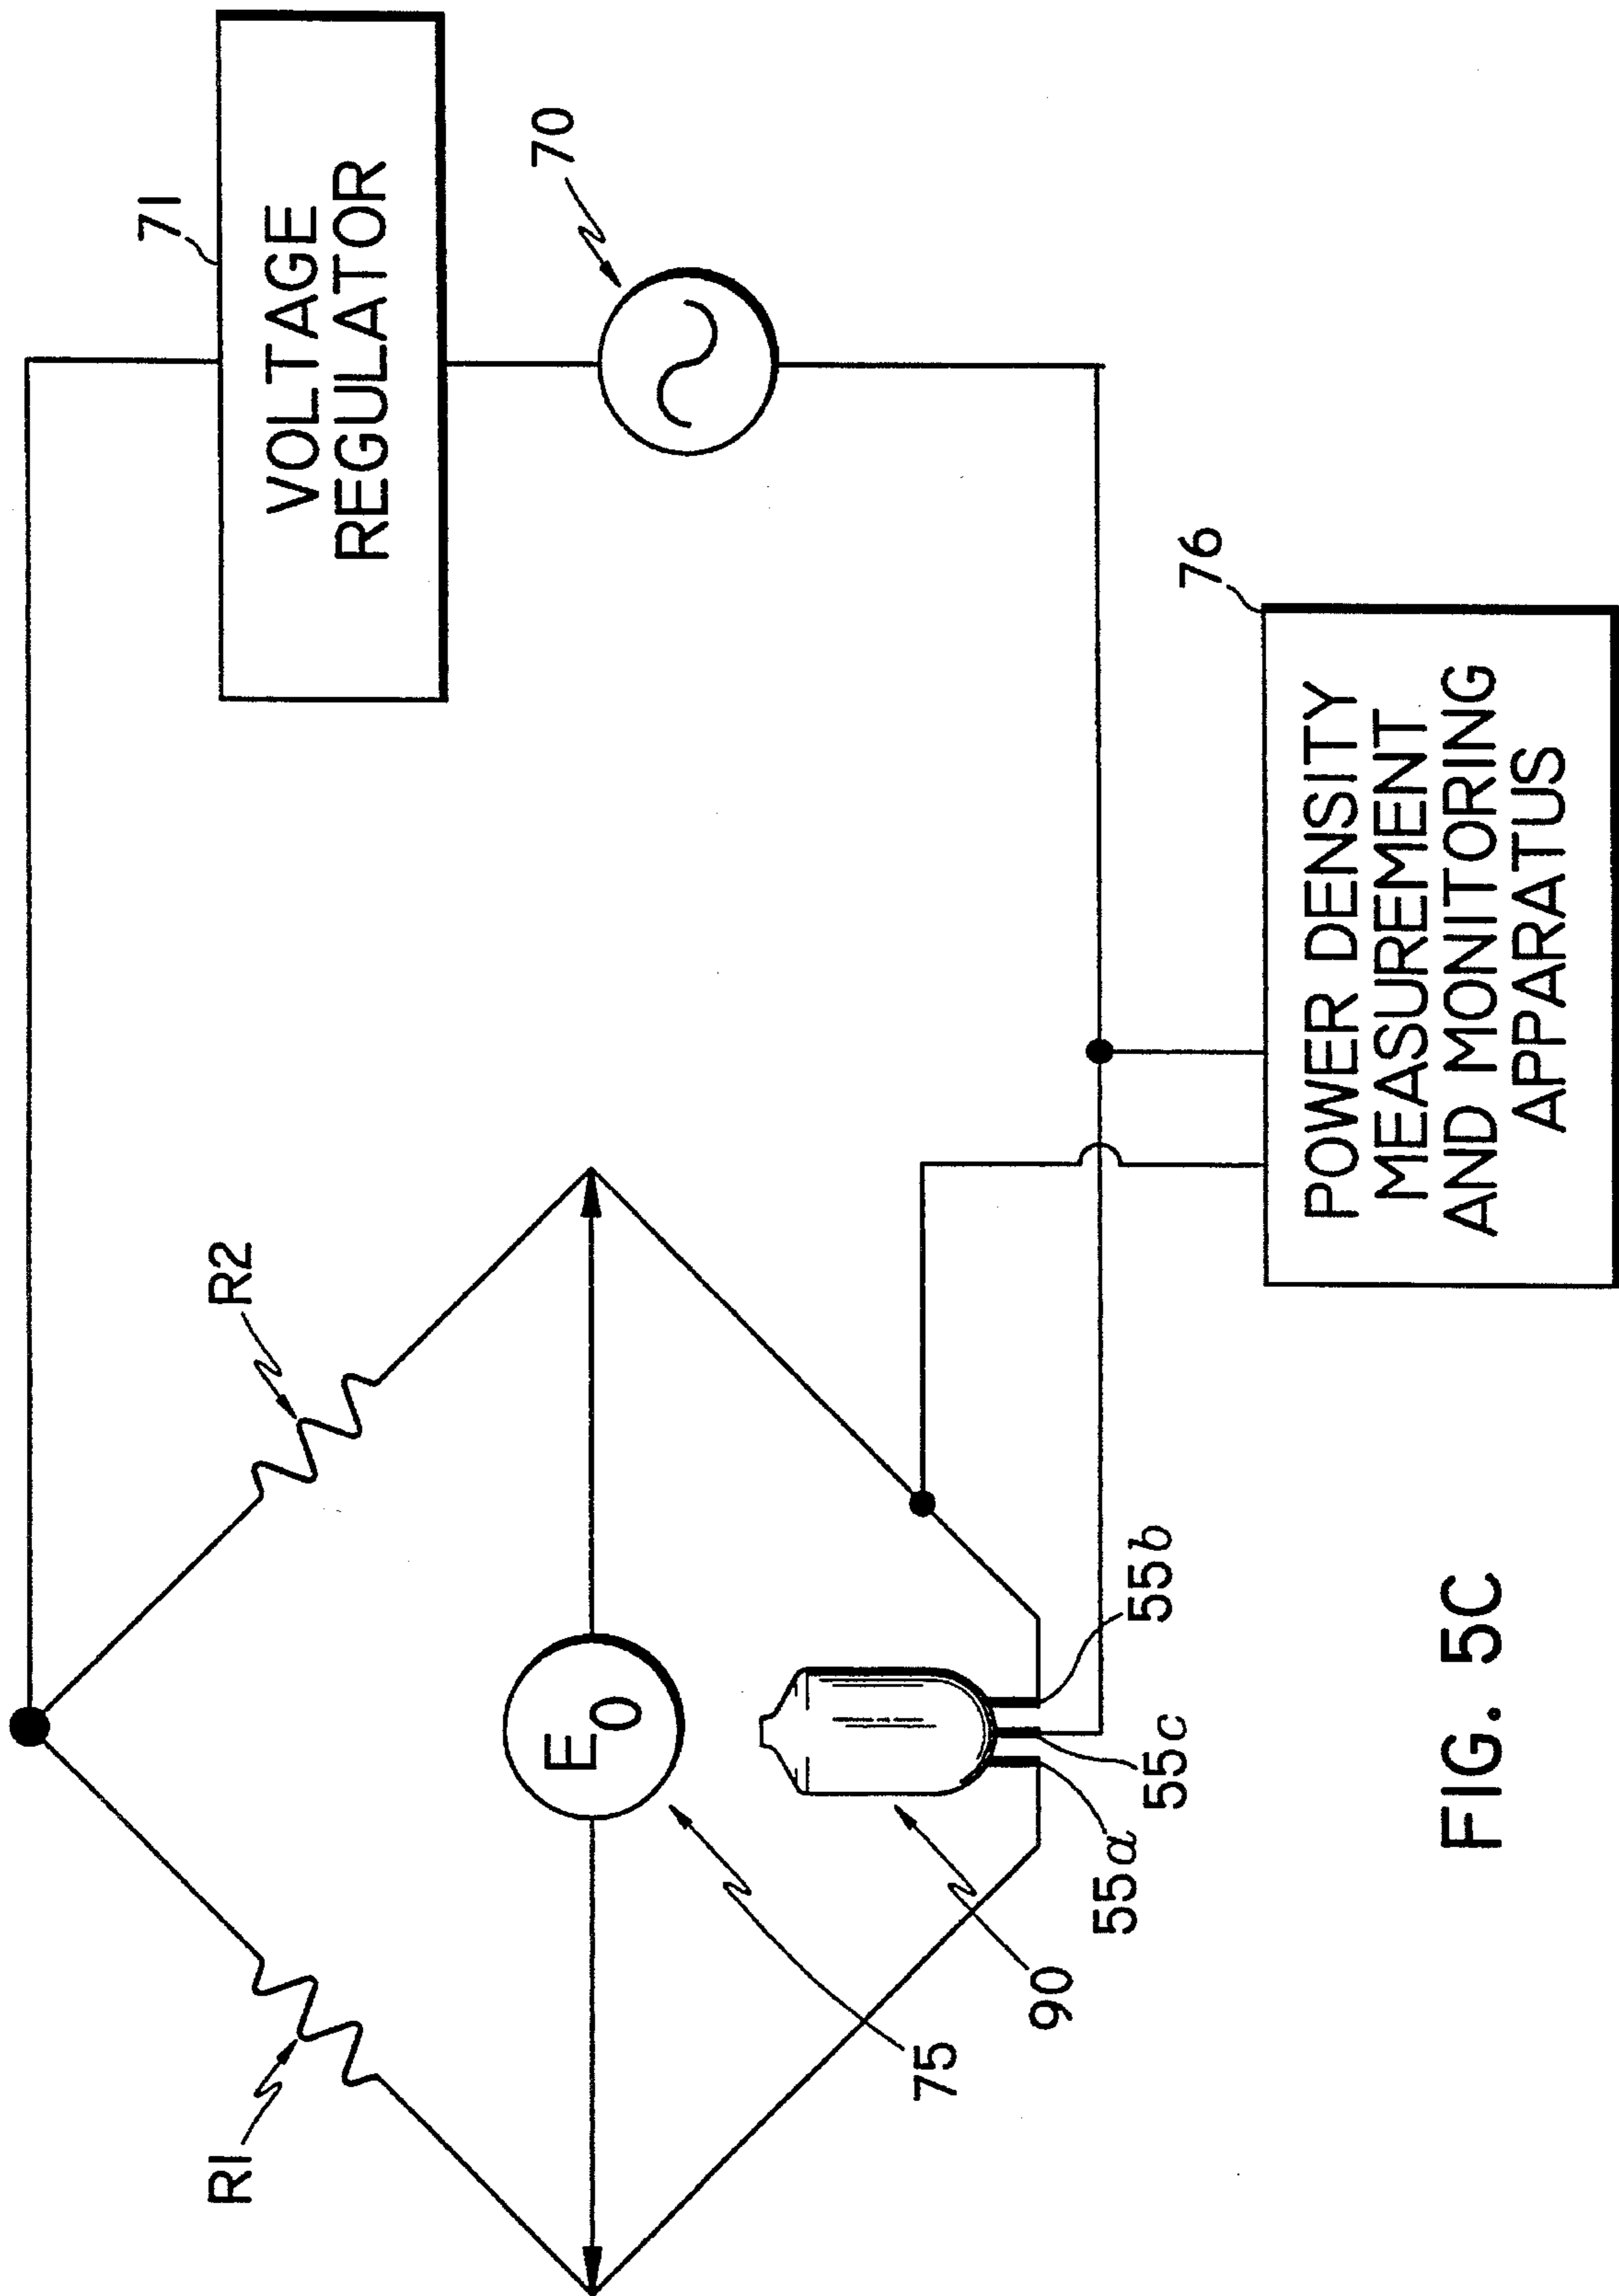 R1
R2
E0
75
90
55a
55c
55b
71
VOLTAGE
REGULATOR
70
76
POWER DENSITY
MEASUREMENT
AND MONITORING
APPARATUS
FIG. 5C